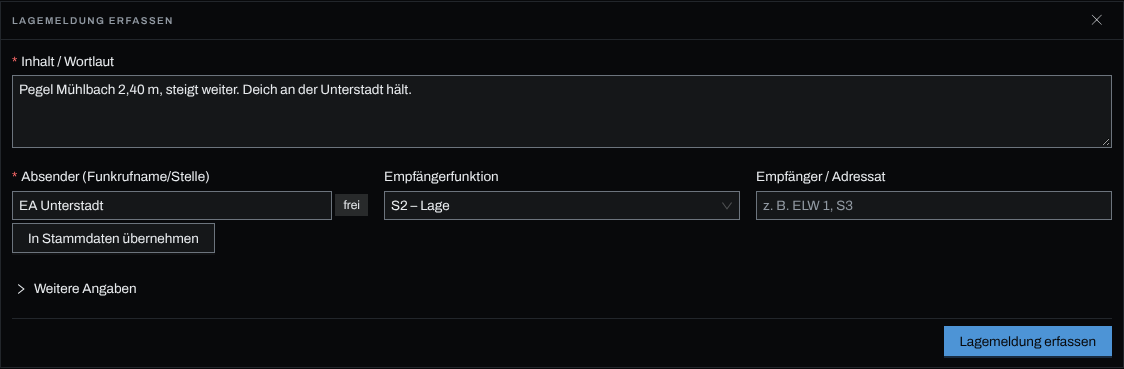 LAGEMELDUNG ERFASSEN
* Inhalt / Wortlaut
Pegel Mühlbach 2,40 m, steigt weiter. Deich an der Unterstadt hält.
* Absender (Funkrufname/Stelle)
Empfängerfunktion
Empfänger / Adressat
EA Unterstadt
frei
S2 – Lage
z. B. ELW 1, S3
In Stammdaten übernehmen
Weitere Angaben
Lagemeldung erfassen